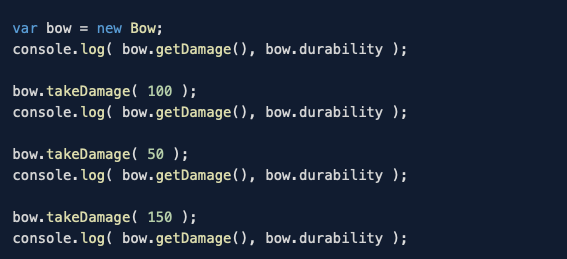 var bow = new Bow;
console.log( bow.getDamage(), bow.durability );
bow.takeDamage( 100 );
console.log( bow.getDamage(), bow.durability );
bow.takeDamage( 50 );
console.log( bow.getDamage(), bow.durability );
bow.takeDamage( 150 );
console.log( bow.getDamage(), bow.durability );